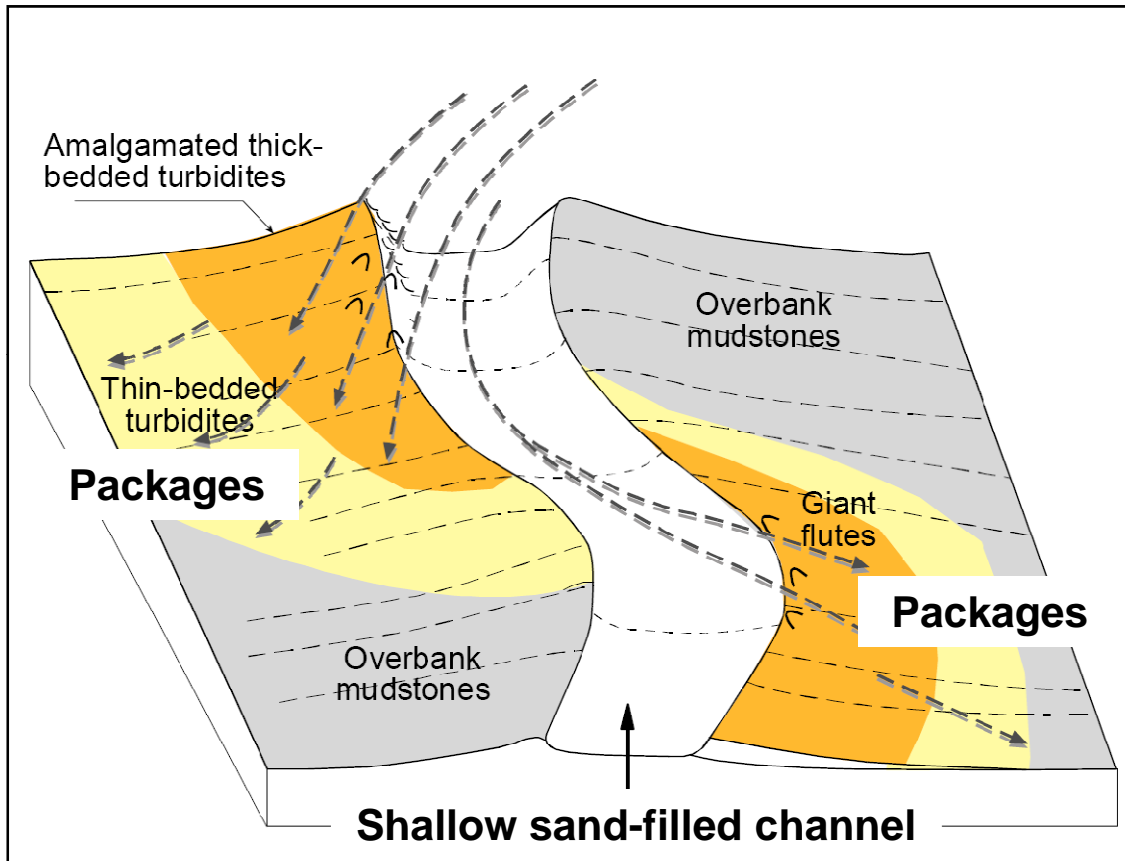 Amalgamated thick-
bedded turbidites
Overbank
mudstones
Thin-bedded
turbidites
Packages
Giant
flutes
Packages
Overbank
mudstones
Shallow sand-filled channel